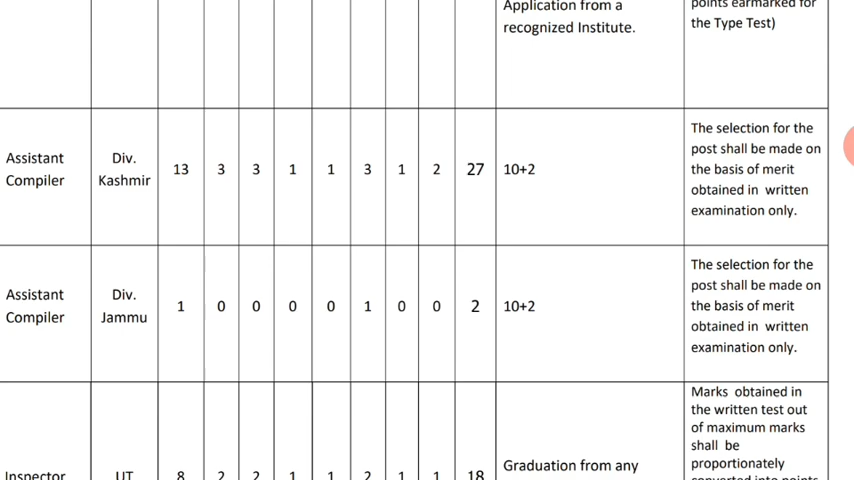 Application from a
recognized Institute.
points earmarked for
the Type Test)
Assistant
Compiler
Div.
Kashmir
13 3 3 1 1 3 1 2 27 10+2
The selection for the
post shall be made on
the basis of merit
obtained in written
examination only.
Assistant
Compiler
Div.
Jammu
1 0 0 0 0 1 0 0 2 10+2
The selection for the
post shall be made on
the basis of merit
obtained in written
examination only.
Inspector UT 8 2 2 1 1 2 1 1 18
Graduation from any
Marks obtained in
the written test out
of maximum marks
shall be
proportionately
converted into points